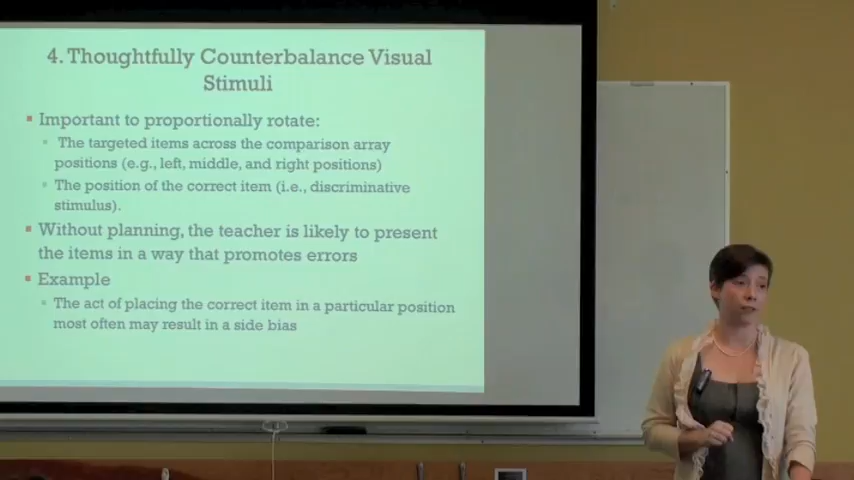 4. Thoughtfully Counterbalance Visual
Stimuli
Important to proportionally rotate:
The targeted items across the comparison array
positions (e.g., left, middle, and right positions)
The position of the correct item (i.e., discriminative
stimulus).
Without planning, the teacher is likely to present
the items in a way that promotes errors
Example
The act of placing the correct item in a particular position
most often may result in a side bias